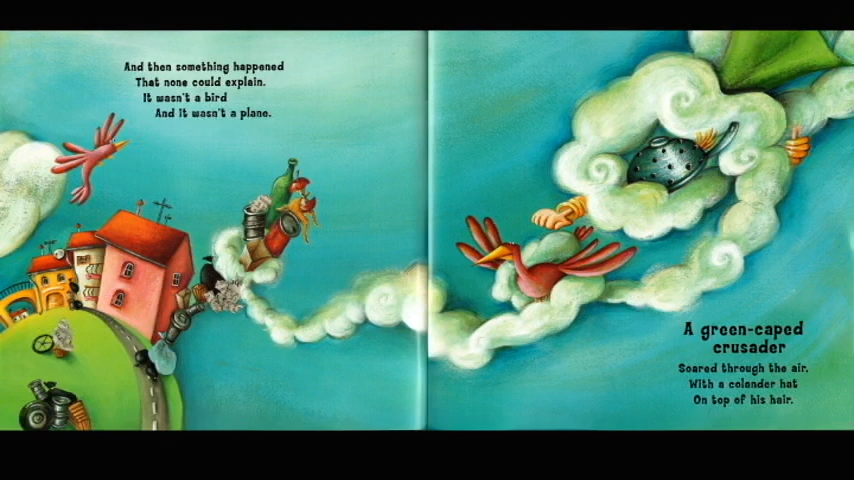 And then something happened
That none could explain.
It wasn't a bird
And it wasn't a plane.
A green-caped
crusader
Soared through the air,
With a colander hat
On top of his hair.